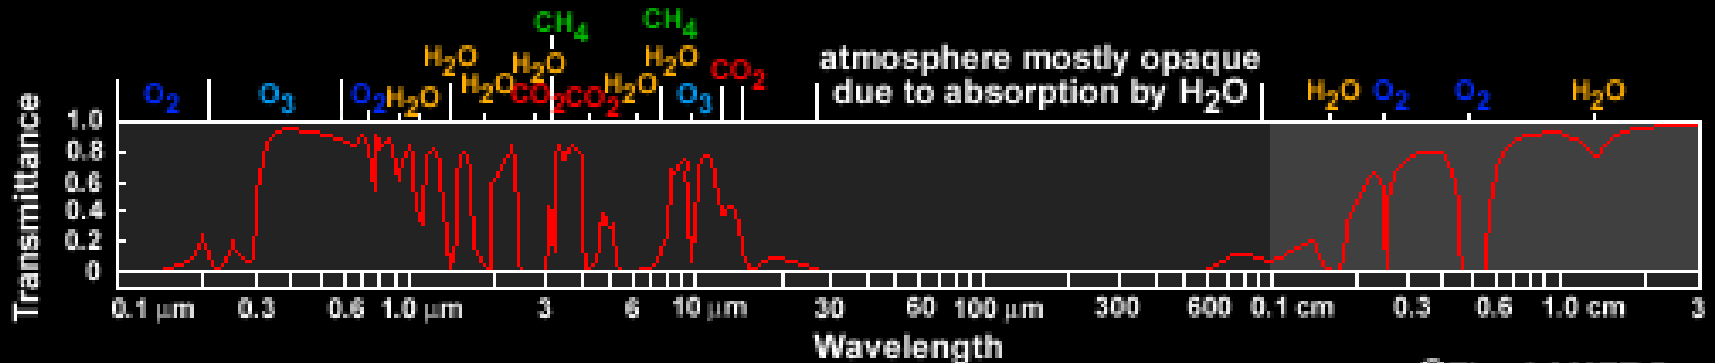 CH₄ CH₄
H₂O H₂O H₂O
atmosphere mostly opaque
CO₂
O₂ O₃ O₂ H₂O H₂O CO₂ CO₂ H₂O O₃
due to absorption by H₂O
H₂O O₂ O₂ H₂O
Transmittance
1.0
0.8
0.6
0.4
0.2
0
0.1 μm 0.3 0.6 1.0 μm 3 6 10 μm 30 60 100 μm 300 600 0.1 cm 0.3 0.6 1.0 cm 3
Wavelength